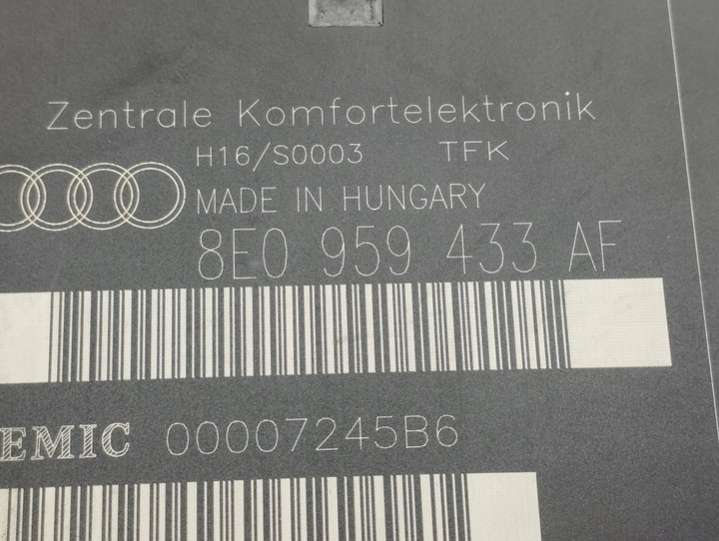 Zentrale Komfortelektronik
H16/S0003 TFK
MADE IN HUNGARY
8E0 959 433 AF
EMIC 00007245B6